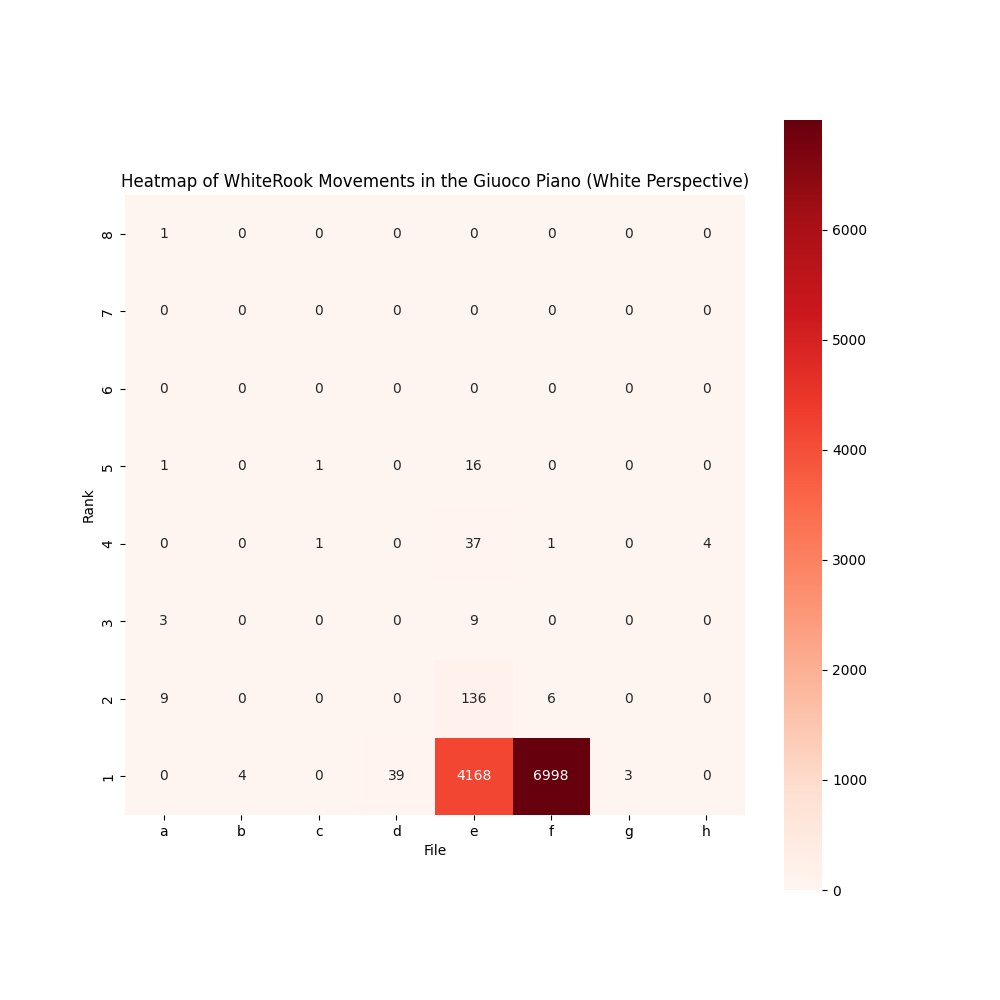 Heatmap of WhiteRook Movements in the Giuoco Piano (White Perspective)
8 1 0 0 0 0 0 0 0
7 0 0 0 0 0 0 0 0
6 0 0 0 0 0 0 0 0
5 1 0 1 0 16 0 0 0
Rank
4 0 0 1 0 37 1 0 4
3 3 0 0 0 9 0 0 0
2 9 0 0 0 136 6 0 0
1 0 4 0 39 4168 6998 3 0
a b c d e f g h
File
6000
5000
4000
3000
2000
1000
0